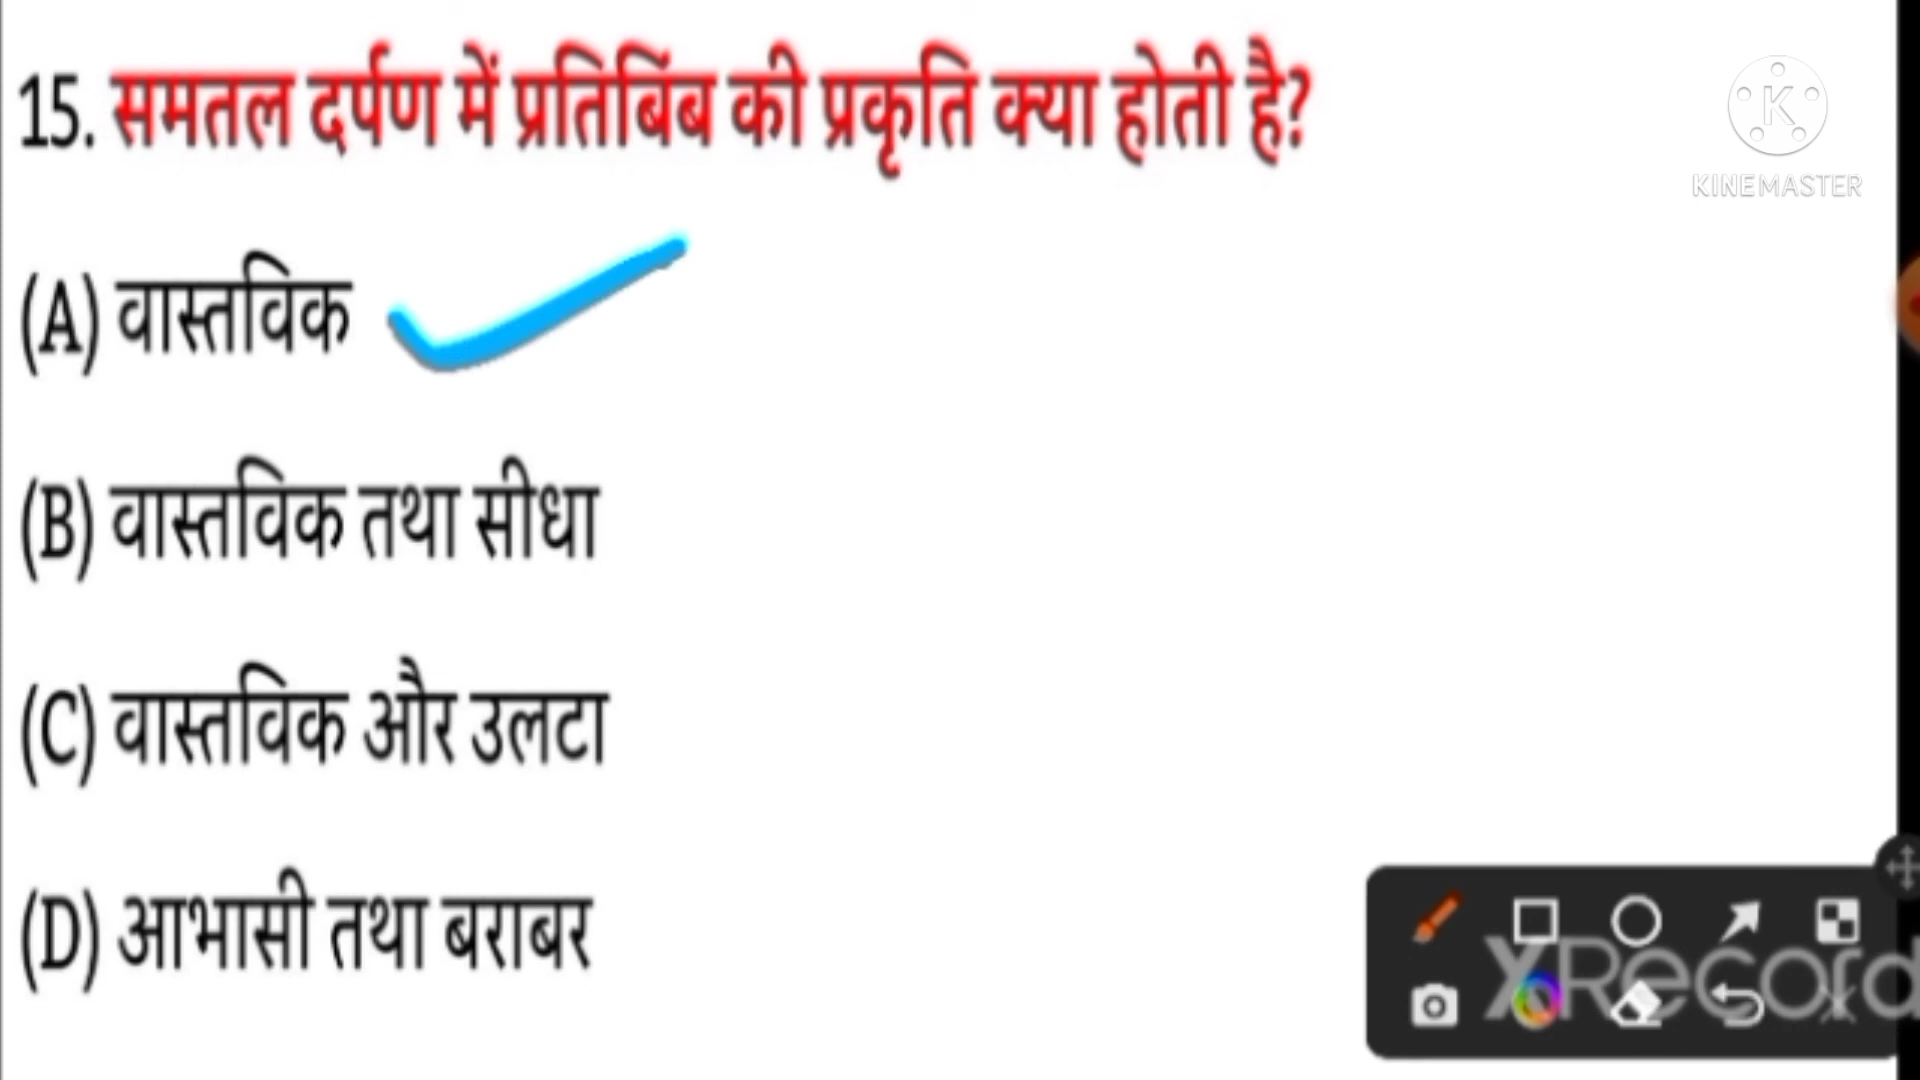 15. समतल दर्पण में प्रतिबिंब की प्रकृति क्या होती है?
KINEMASTER
(A) वास्तविक
(B) वास्तविक तथा सीधा
(C) वास्तविक और उलटा
(D) आभासी तथा बराबर
XRecord